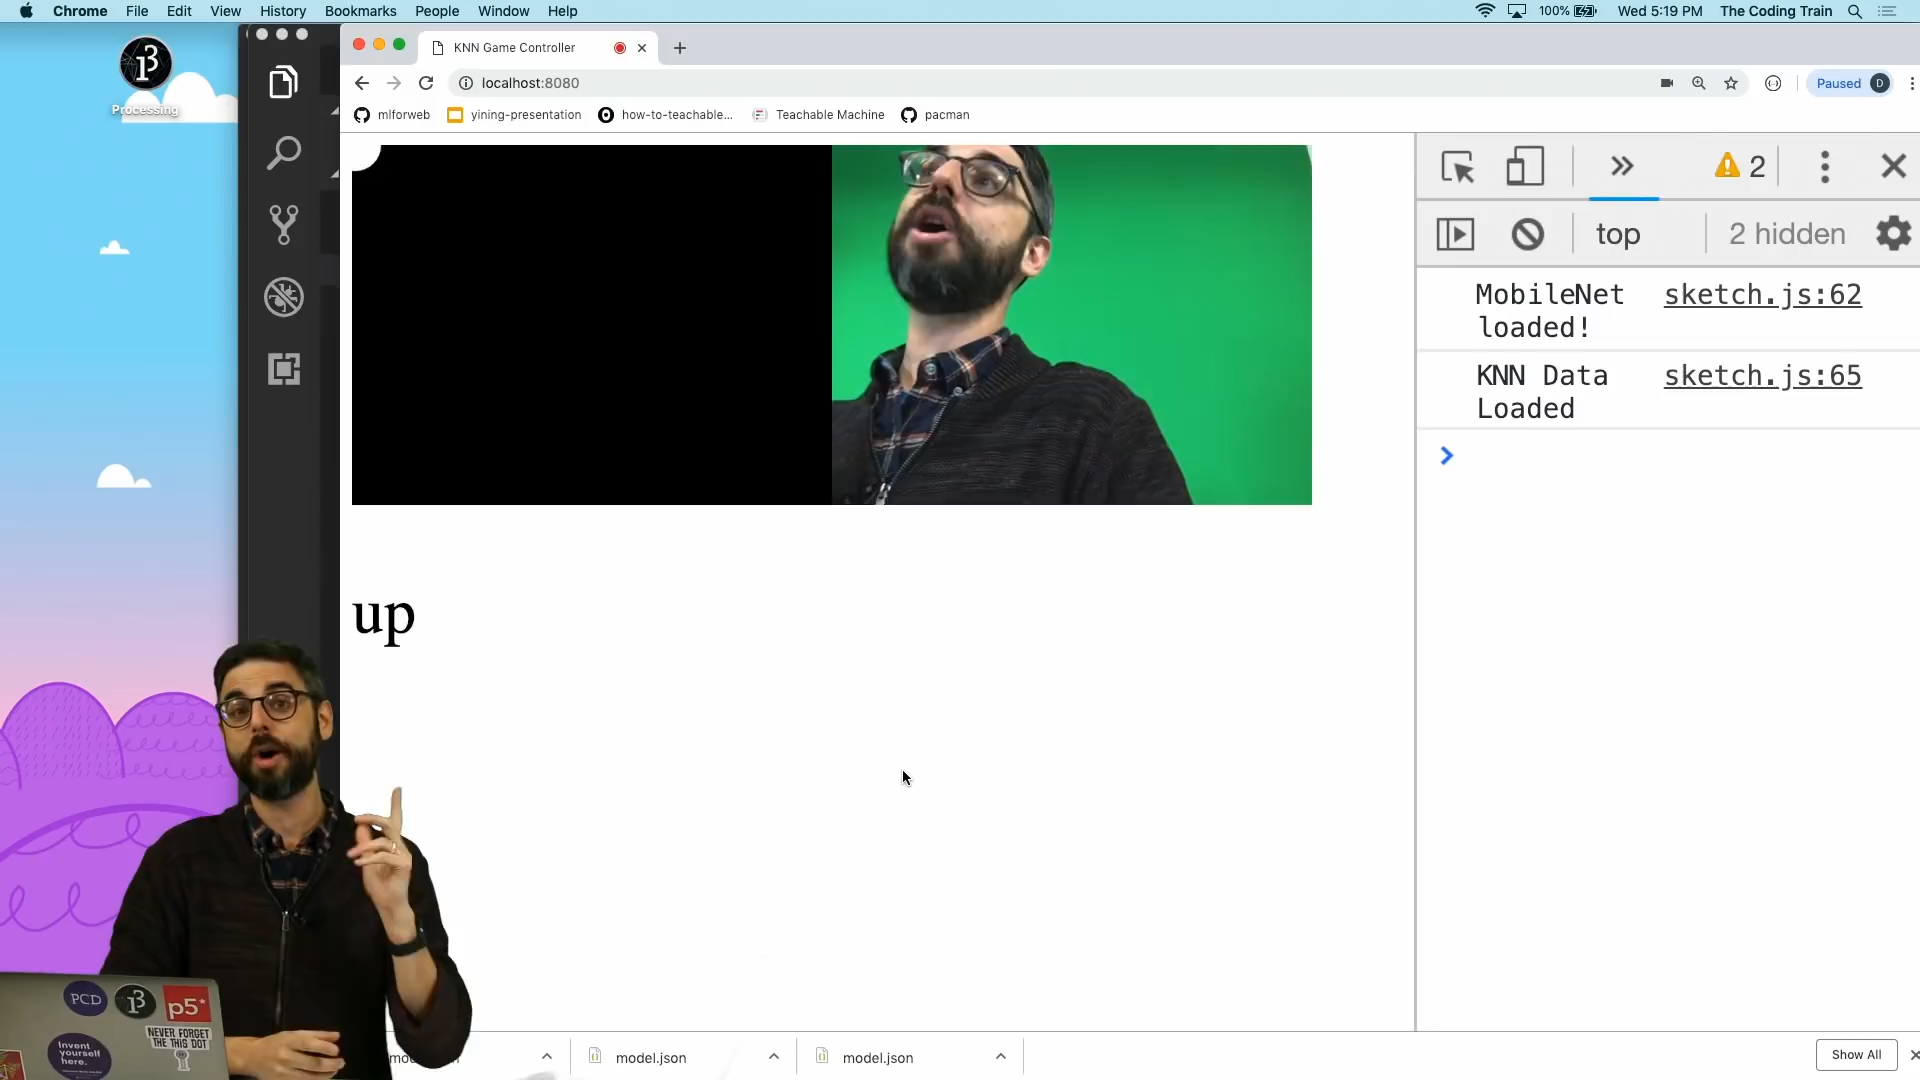 Chrome File Edit View History Bookmarks People Window Help
100% Wed 5:19 PM The Coding Train
Processing
KNN Game Controller
localhost:8080
Paused D
mlforweb yining-presentation how-to-teachable... Teachable Machine pacman
2
top 2 hidden
MobileNet sketch.js:62
loaded!
KNN Data sketch.js:65
Loaded
up
PCD
p5*
NEVER FORGET
THE THIS DOT
Invent
yourself
here.
model.json
model.json
Show All